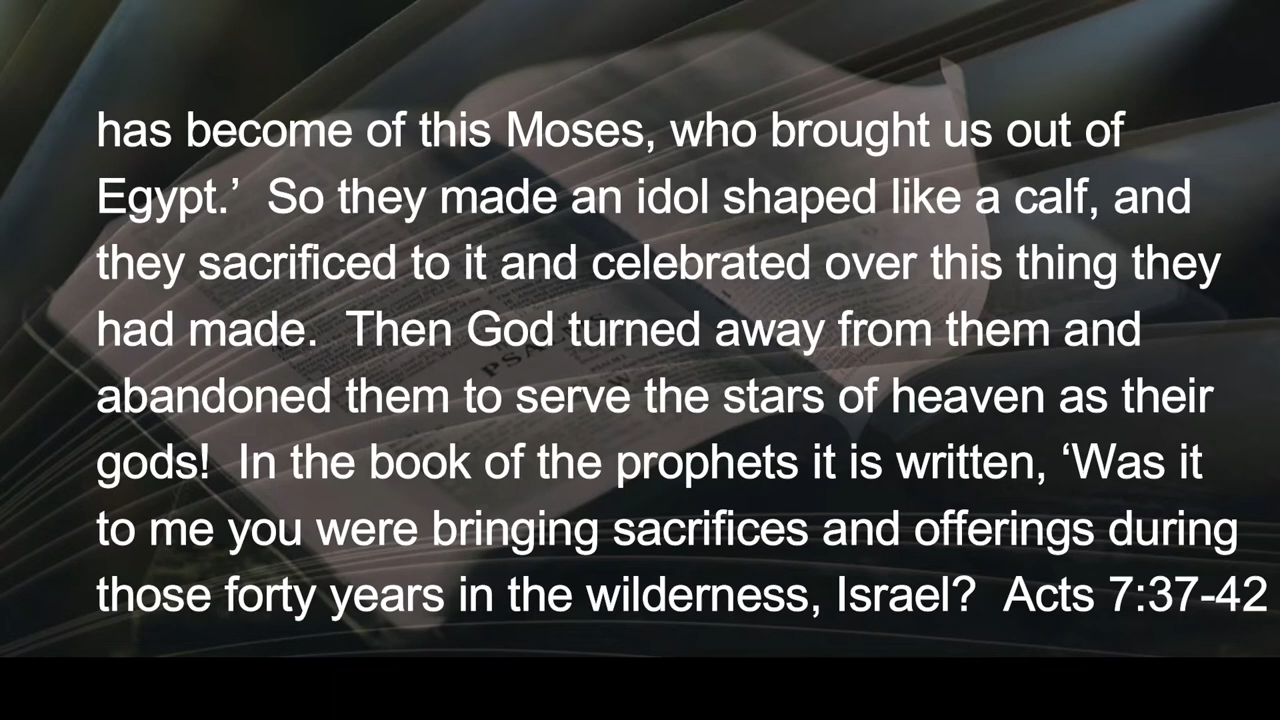 has become of this Moses, who brought us out of
Egypt.’  So they made an idol shaped like a calf, and
they sacrificed to it and celebrated over this thing they
had made.  Then God turned away from them and
abandoned them to serve the stars of heaven as their
gods!  In the book of the prophets it is written, ‘Was it
to me you were bringing sacrifices and offerings during
those forty years in the wilderness, Israel?  Acts 7:37-42